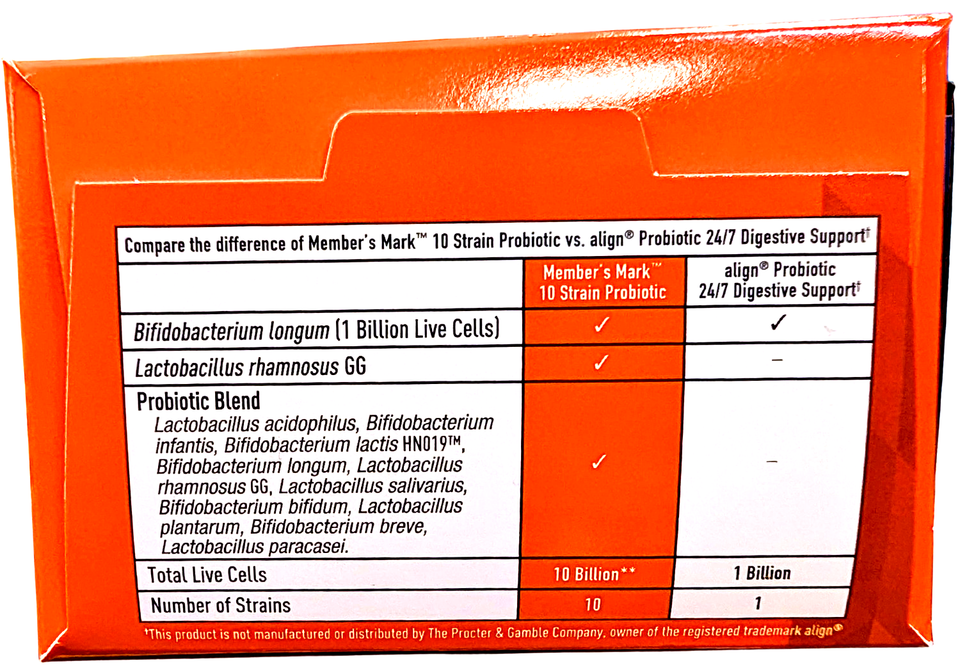 Compare the difference of Member's Mark™ 10 Strain Probiotic vs. align® Probiotic 24/7 Digestive Support†
Member's Mark™
10 Strain Probiotic
align® Probiotic
24/7 Digestive Support†
Bifidobacterium longum (1 Billion Live Cells) ✓ ✓
Lactobacillus rhamnosus GG ✓ –
Probiotic Blend
Lactobacillus acidophilus, Bifidobacterium
infantis, Bifidobacterium lactis HN019™,
Bifidobacterium longum, Lactobacillus
rhamnosus GG, Lactobacillus salivarius,
Bifidobacterium bifidum, Lactobacillus
plantarum, Bifidobacterium breve,
Lactobacillus paracasei.
✓ –
Total Live Cells 10 Billion** 1 Billion
Number of Strains 10 1
†This product is not manufactured or distributed by The Procter & Gamble Company, owner of the registered trademark align®